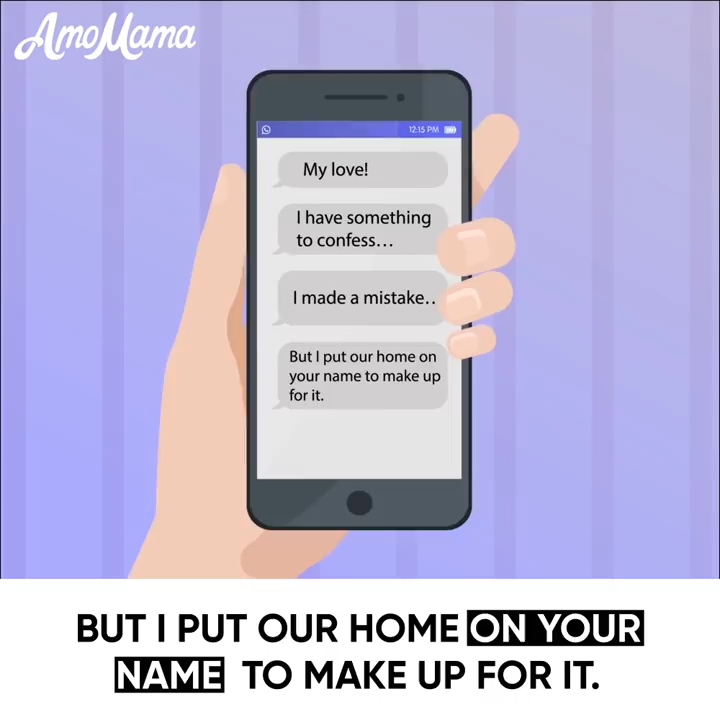 AmoMama
12:15 PM
My love!
I have something
to confess...
I made a mistake..
But I put our home on
your name to make up
for it.
BUT I PUT OUR HOME ON YOUR
NAME TO MAKE UP FOR IT.